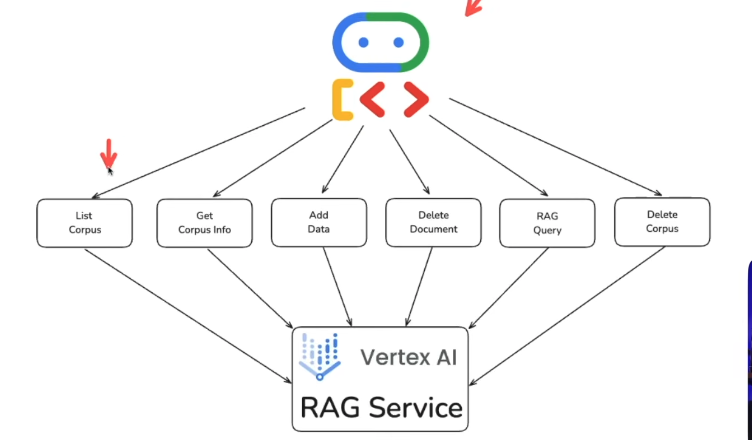 List
Corpus
Get
Corpus Info
Add
Data
Delete
Document
RAG
Query
Delete
Corpus
Vertex AI
RAG Service